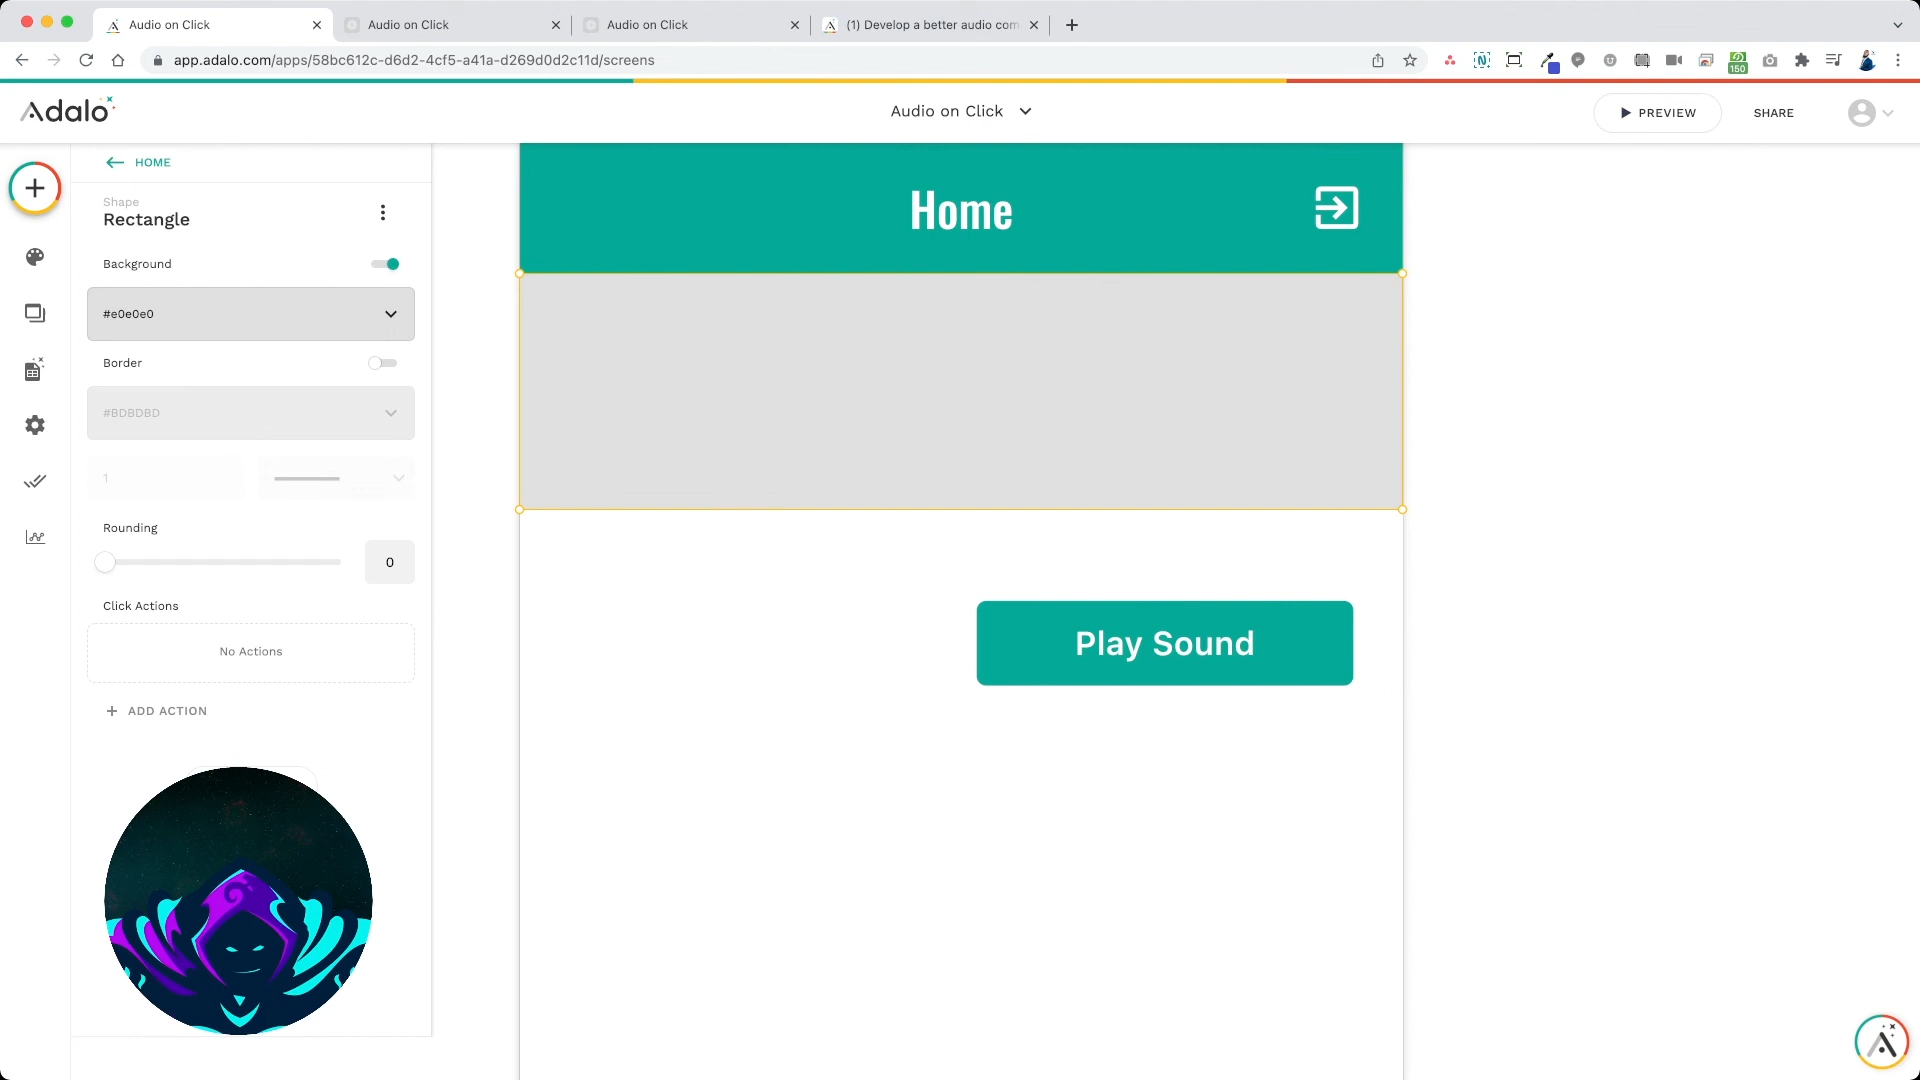 Audio on Click
Audio on Click
Audio on Click
(1) Develop a better audio com
app.adalo.com/apps/58bc612c-d6d2-4cf5-a41a-d269d0d2c11d/screens
150
Adalo
Audio on Click
PREVIEW
SHARE
HOME
Shape
Rectangle
Background
#e0e0e0
Border
#BDBDBD
1
Rounding
0
Click Actions
No Actions
+ ADD ACTION
Home
Play Sound